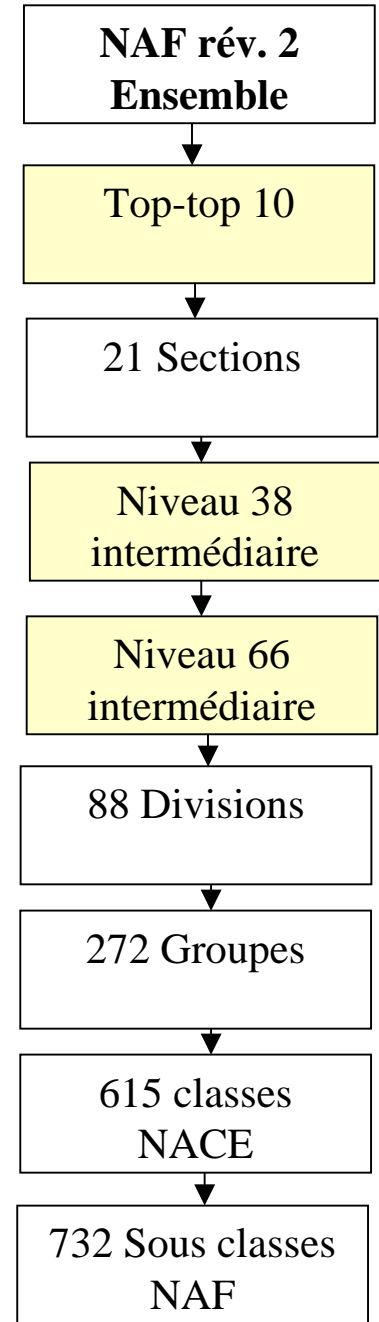 NAF rév. 2
Ensemble
Top-top 10
21 Sections
Niveau 38
intermédiaire
Niveau 66
intermédiaire
88 Divisions
272 Groupes
615 classes
NACE
732 Sous classes
NAF